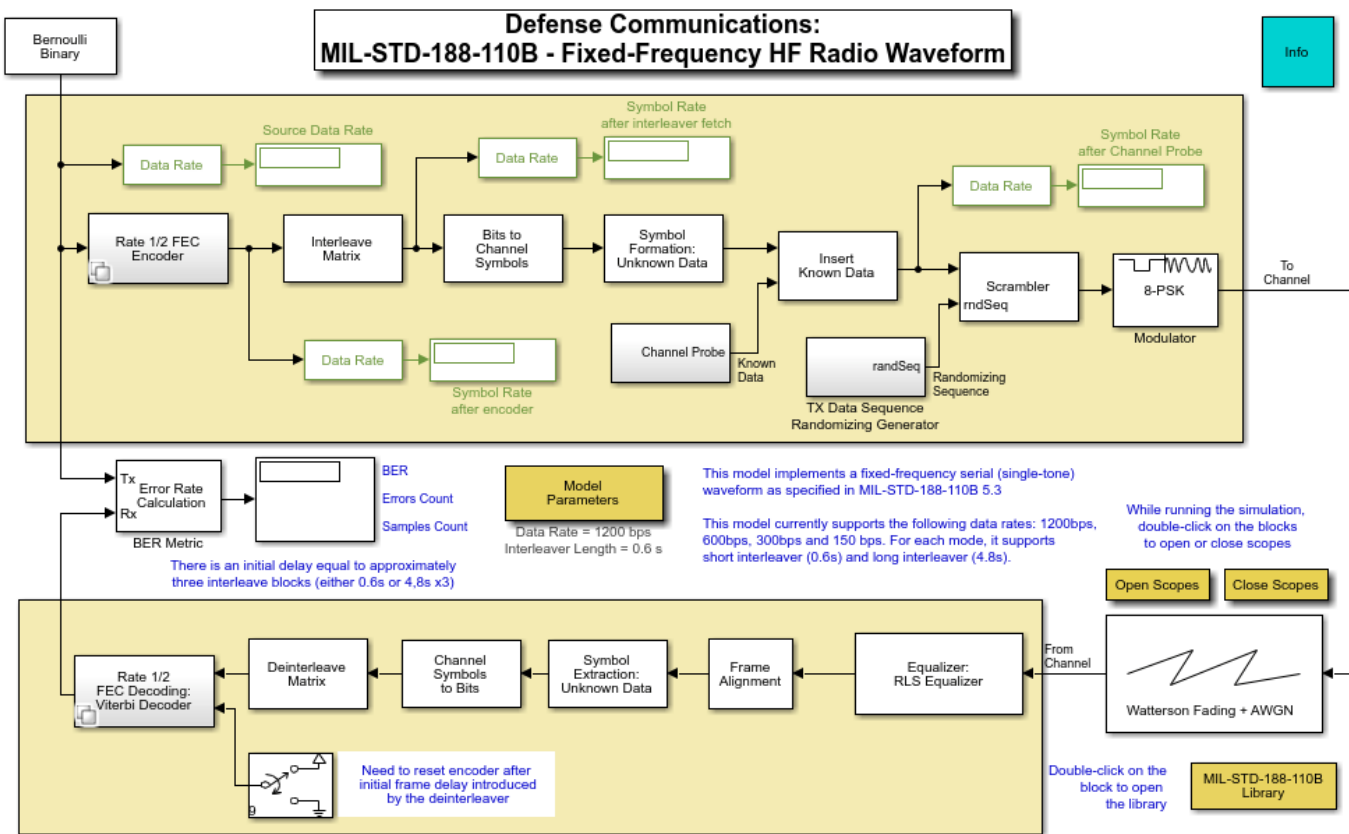 Defense Communications:
MIL-STD-188-110B - Fixed-Frequency HF Radio Waveform
Bernoulli
Binary
Info
Source Data Rate
Data Rate
Symbol Rate
after interleaver fetch
Data Rate
Symbol Rate
after Channel Probe
Data Rate
Rate 1/2 FEC
Encoder
Interleave
Matrix
Bits to
Channel
Symbols
Symbol
Formation:
Unknown Data
Insert
Known Data
Scrambler
rndSeq
8-PSK
Modulator
To
Channel
Data Rate
Symbol Rate
after encoder
Channel Probe
Known
Data
randSeq
Randomizing
Sequence
TX Data Sequence
Randomizing Generator
Tx
Rx
Error Rate
Calculation
BER Metric
BER
Errors Count
Samples Count
There is an initial delay equal to approximately
three interleave blocks (either 0.6s or 4,8s x3)
Model
Parameters
Data Rate = 1200 bps
Interleaver Length = 0.6 s
This model implements a fixed-frequency serial (single-tone)
waveform as specified in MIL-STD-188-110B 5.3
This model currently supports the following data rates: 1200bps,
600bps, 300bps and 150 bps. For each mode, it supports
short interleaver (0.6s) and long interleaver (4.8s).
While running the simulation,
double-click on the blocks
to open or close scopes
Open Scopes
Close Scopes
Rate 1/2
FEC Decoding:
Viterbi Decoder
Deinterleave
Matrix
Channel
Symbols
to Bits
Symbol
Extraction:
Unknown Data
Frame
Alignment
Equalizer:
RLS Equalizer
From
Channel
Watterson Fading + AWGN
9
Need to reset encoder after
initial frame delay introduced
by the deinterleaver
Double-click on the
block to open
the library
MIL-STD-188-110B
Library